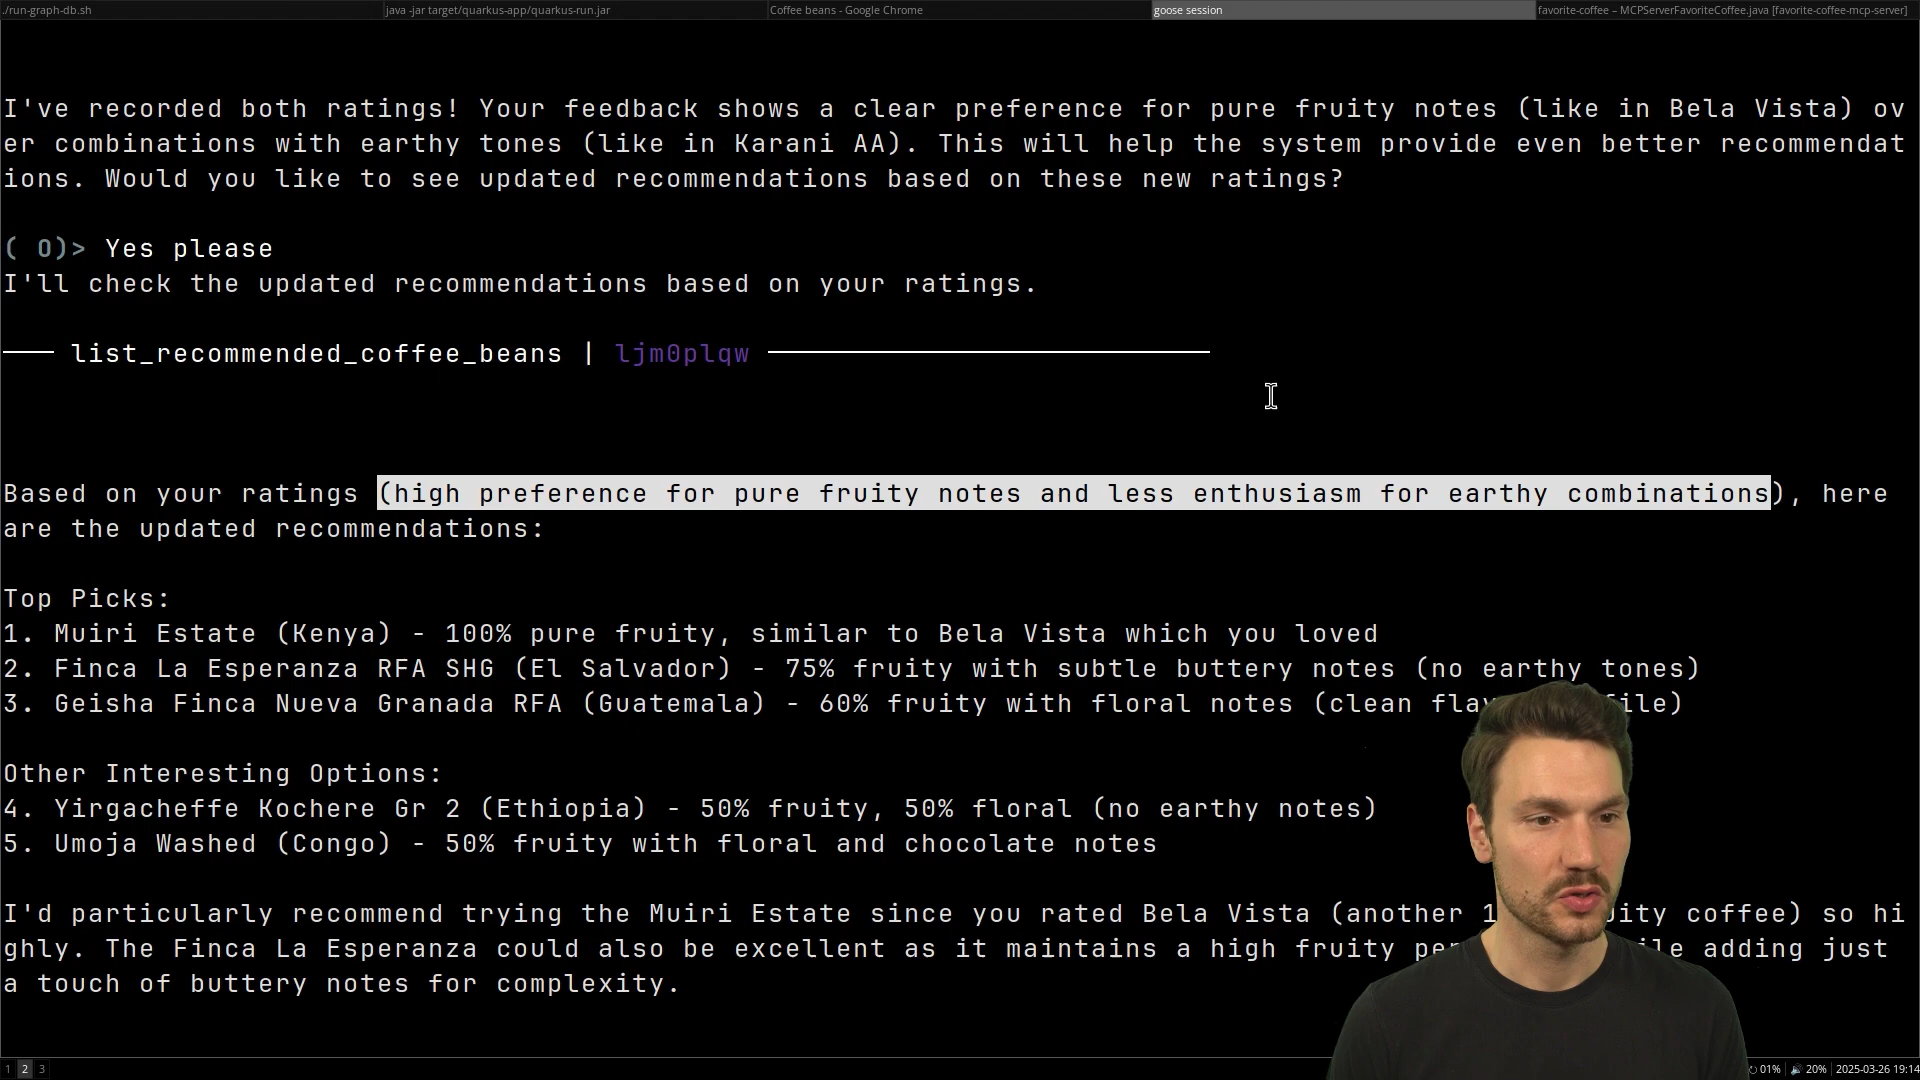 ./run-graph-db.sh
java -jar target/quarkus-app/quarkus-run.jar
Coffee beans - Google Chrome
goose session
favorite-coffee – MCPServerFavoriteCoffee.java [favorite-coffee-mcp-server]
I've recorded both ratings! Your feedback shows a clear preference for pure fruity notes (like in Bela Vista) ov
er combinations with earthy tones (like in Karani AA). This will help the system provide even better recommendat
ions. Would you like to see updated recommendations based on these new ratings?
( O)> Yes please
I'll check the updated recommendations based on your ratings.
─── list_recommended_coffee_beans | ljm0plqw ──────────────────────────
Based on your ratings (high preference for pure fruity notes and less enthusiasm for earthy combinations), here
are the updated recommendations:
Top Picks:
1. Muiri Estate (Kenya) - 100% pure fruity, similar to Bela Vista which you loved
2. Finca La Esperanza RFA SHG (El Salvador) - 75% fruity with subtle buttery notes (no earthy tones)
3. Geisha Finca Nueva Granada RFA (Guatemala) - 60% fruity with floral notes (clean
Other Interesting Options:
4. Yirgacheffe Kochere Gr 2 (Ethiopia) - 50% fruity, 50% floral (no earthy notes)
5. Umoja Washed (Congo) - 50% fruity with floral and chocolate notes
I'd particularly recommend trying the Muiri Estate since you rated Bela Vista (another coffee) so hi
ghly. The Finca La Esperanza could also be excellent as it maintains a high fruity adding just
a touch of buttery notes for complexity.
1 2 3
01% 20% 2025-03-26 19:14